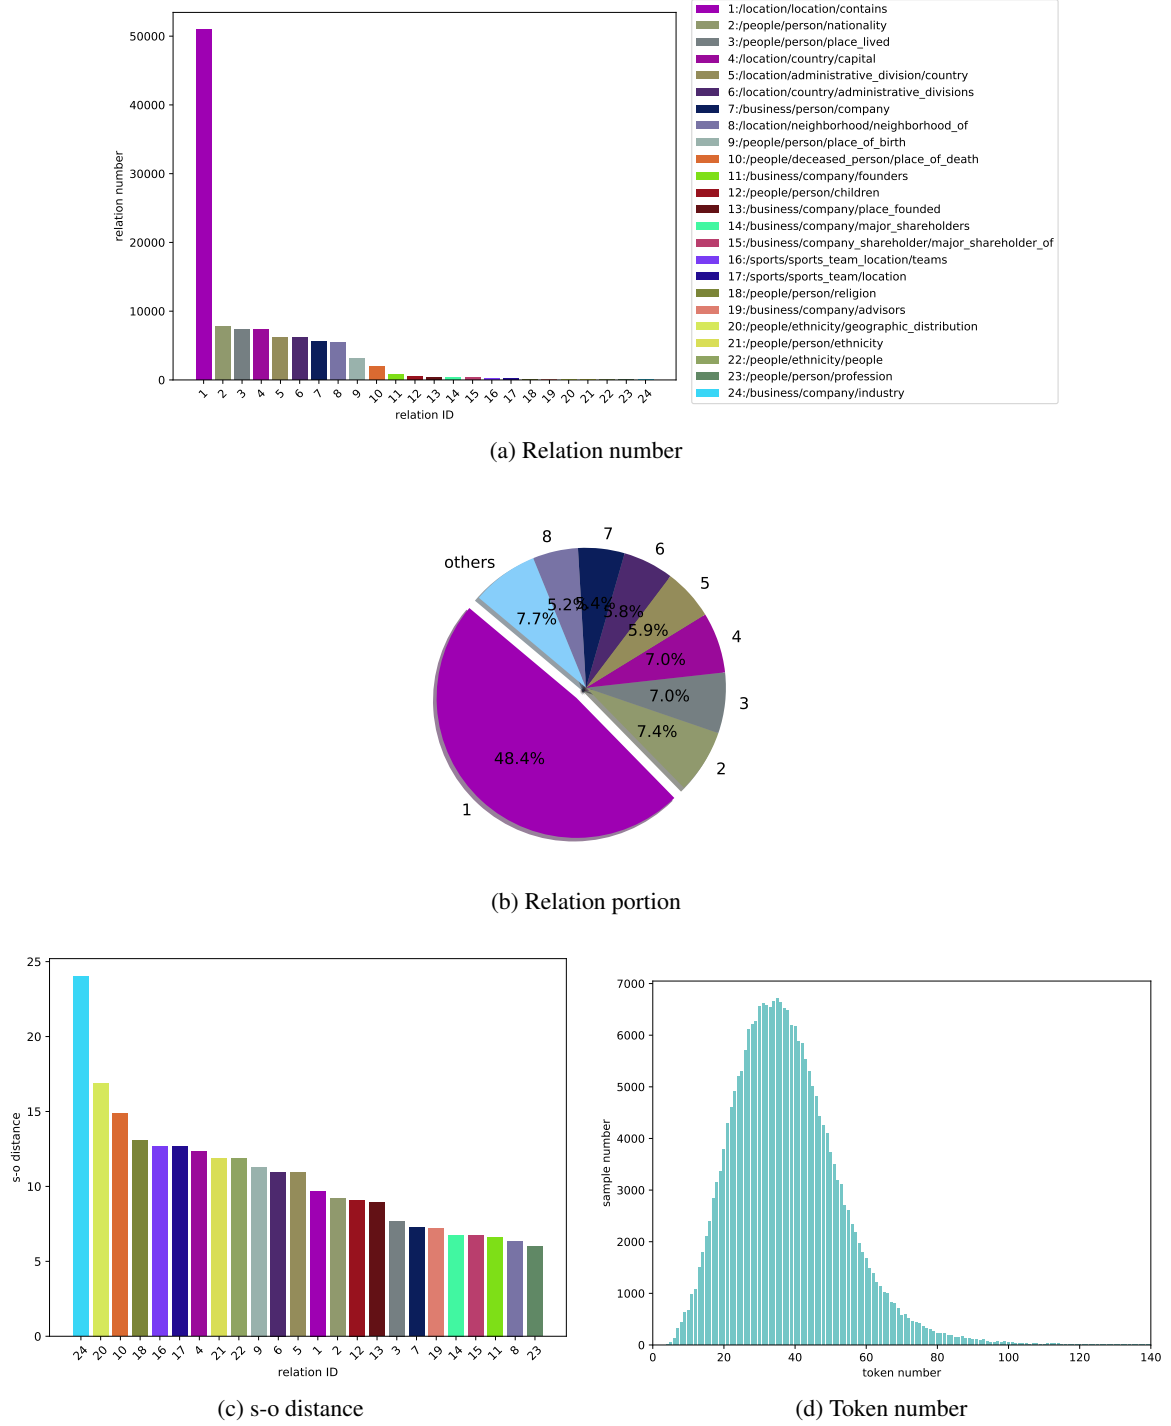 50000
40000
30000
20000
10000
0
relation number
1 2 3 4 5 6 7 8 9 10 11 12 13 14 15 16 17 18 19 20 21 22 23 24
relation ID
1:/location/location/contains
2:/people/person/nationality
3:/people/person/place_lived
4:/location/country/capital
5:/location/administrative_division/country
6:/location/country/administrative_divisions
7:/business/person/company
8:/location/neighborhood/neighborhood_of
9:/people/person/place_of_birth
10:/people/deceased_person/place_of_death
11:/business/company/founders
12:/people/person/children
13:/business/company/place_founded
14:/business/company/major_shareholders
15:/business/company_shareholder/major_shareholder_of
16:/sports/sports_team_location/teams
17:/sports/sports_team/location
18:/people/person/religion
19:/business/company/advisors
20:/people/ethnicity/geographic_distribution
21:/people/person/ethnicity
22:/people/ethnicity/people
23:/people/person/profession
24:/business/company/industry
(a) Relation number
others 8 7 6 5 4 3 2 1
7.7% 5.2% 5.4% 5.8% 5.9% 7.0% 7.0% 7.4% 48.4%
(b) Relation portion
25
20
15
10
5
0
s-o distance
24 20 10 18 16 17 4 21 22 9 6 5 1 2 12 13 3 7 19 14 15 11 8 23
relation ID
(c) s-o distance
7000
6000
5000
4000
3000
2000
1000
0
sample number
0 20 40 60 80 100 120 140
token number
(d) Token number